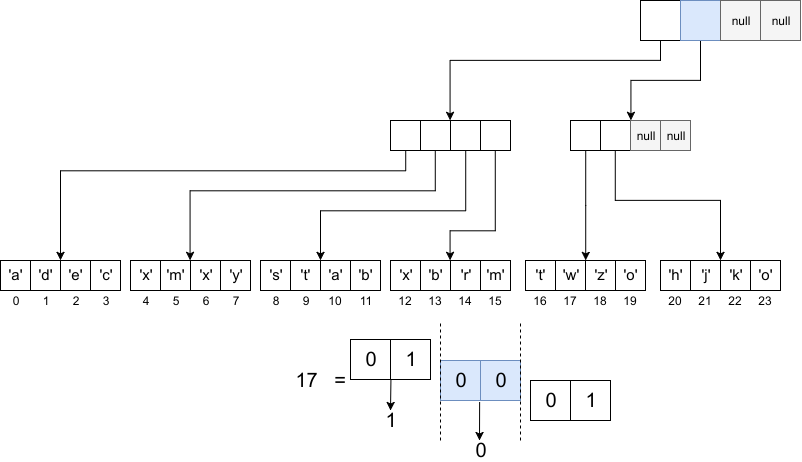 null null
null null
'a' 'd' 'e' 'c' 'x' 'm' 'x' 'y' 's' 't' 'a' 'b' 'x' 'b' 'r' 'm' 't' 'w' 'z' 'o' 'h' 'j' 'k' 'o'
0 1 2 3 4 5 6 7 8 9 10 11 12 13 14 15 16 17 18 19 20 21 22 23
17 = 0 1 0 0 0 1
1
0